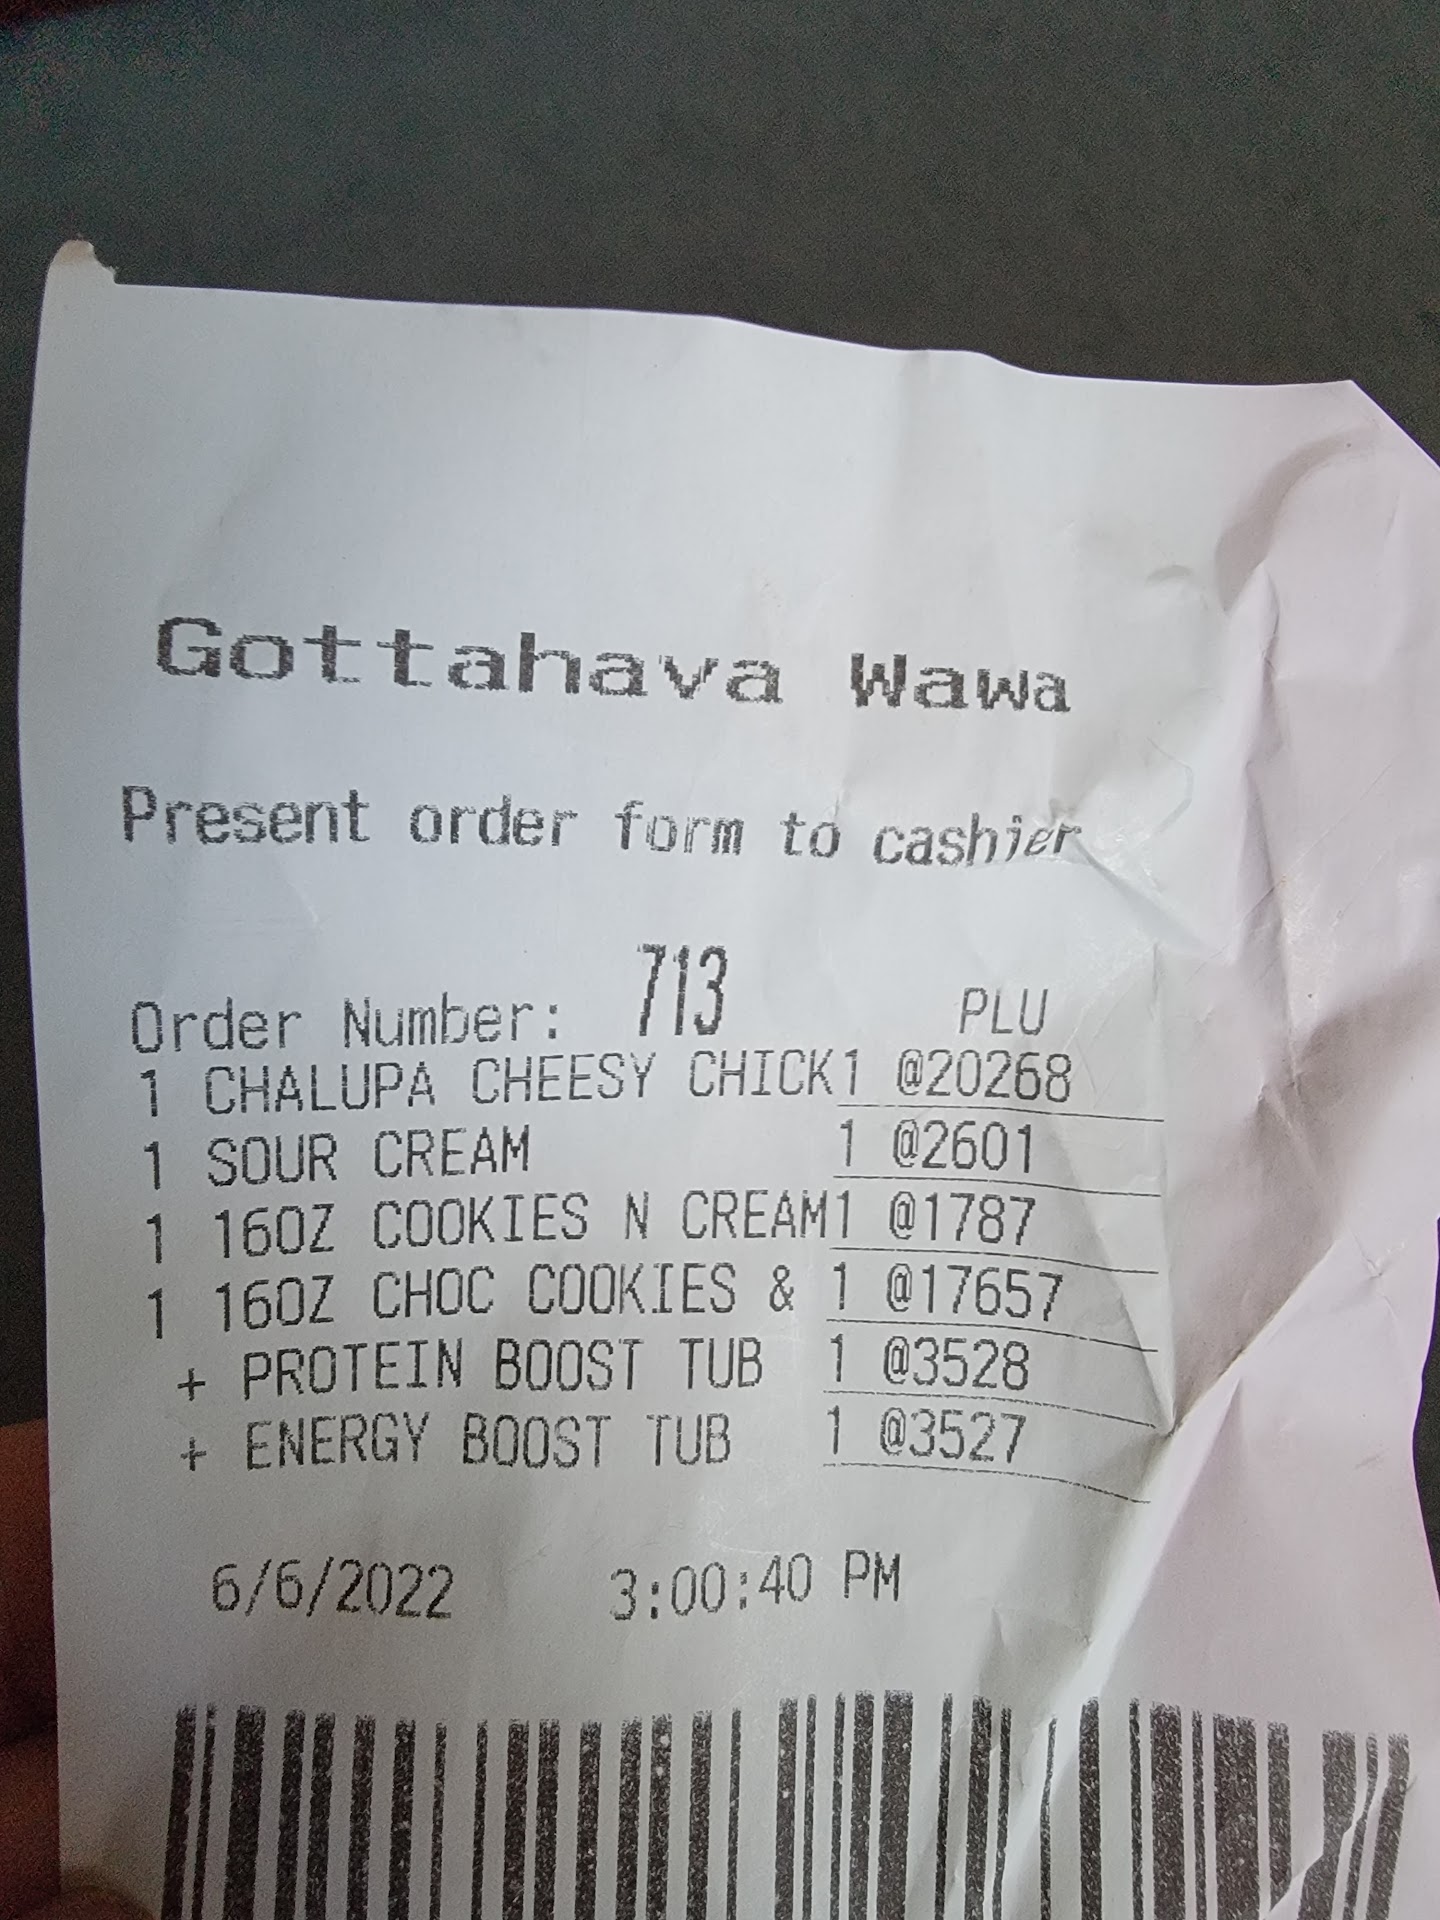 Gottahava Wawa
Present order form to cashier
Order Number: 713 PLU
1 CHALUPA CHEESY CHICK1 @20268
1 SOUR CREAM 1 @2601
1 16OZ COOKIES N CREAM1 @1787
1 16OZ CHOC COOKIES & 1 @17657
+ PROTEIN BOOST TUB 1 @3528
+ ENERGY BOOST TUB 1 @3527
6/6/2022 3:00:40 PM